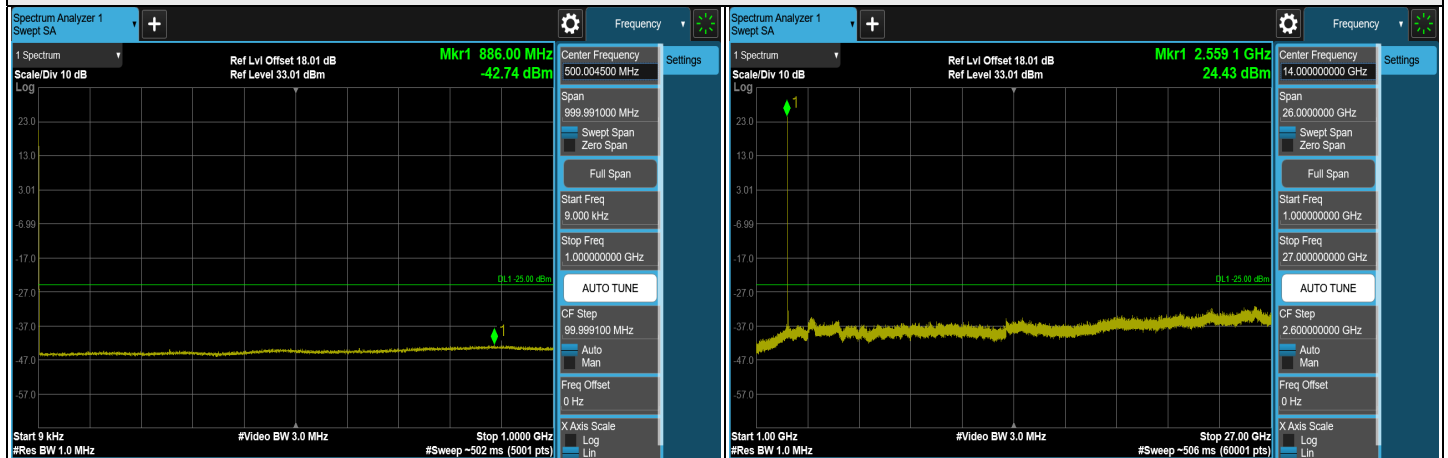 Spectrum Analyzer 1
Swept SA
Frequency
1 Spectrum
Scale/Div 10 dB
Log
Ref Lvl Offset 18.01 dB
Ref Level 33.01 dBm
Mkr1 886.00 MHz
-42.74 dBm
23.0
13.0
3.01
-6.99
-17.0
-27.0
-37.0
-47.0
-57.0
DL1 -25.00 dBm
1
Start 9 kHz
#Res BW 1.0 MHz
#Video BW 3.0 MHz
Stop 1.0000 GHz
#Sweep ~502 ms (5001 pts)
Center Frequency
500.004500 MHz
Span
999.991000 MHz
Swept Span
Zero Span
Full Span
Start Freq
9.000 kHz
Stop Freq
1.000000000 GHz
AUTO TUNE
CF Step
99.999100 MHz
Auto
Man
Freq Offset
0 Hz
X Axis Scale
Log
Lin
Settings
Spectrum Analyzer 1
Swept SA
Frequency
1 Spectrum
Scale/Div 10 dB
Log
Ref Lvl Offset 18.01 dB
Ref Level 33.01 dBm
Mkr1 2.559 1 GHz
24.43 dBm
1
23.0
13.0
3.01
-6.99
-17.0
-27.0
-37.0
-47.0
-57.0
DL1 -25.00 dBm
Start 1.00 GHz
#Res BW 1.0 MHz
#Video BW 3.0 MHz
Stop 27.00 GHz
#Sweep ~506 ms (60001 pts)
Center Frequency
14.000000000 GHz
Span
26.0000000 GHz
Swept Span
Zero Span
Full Span
Start Freq
1.000000000 GHz
Stop Freq
27.000000000 GHz
AUTO TUNE
CF Step
2.600000000 GHz
Auto
Man
Freq Offset
0 Hz
X Axis Scale
Log
Lin
Settings